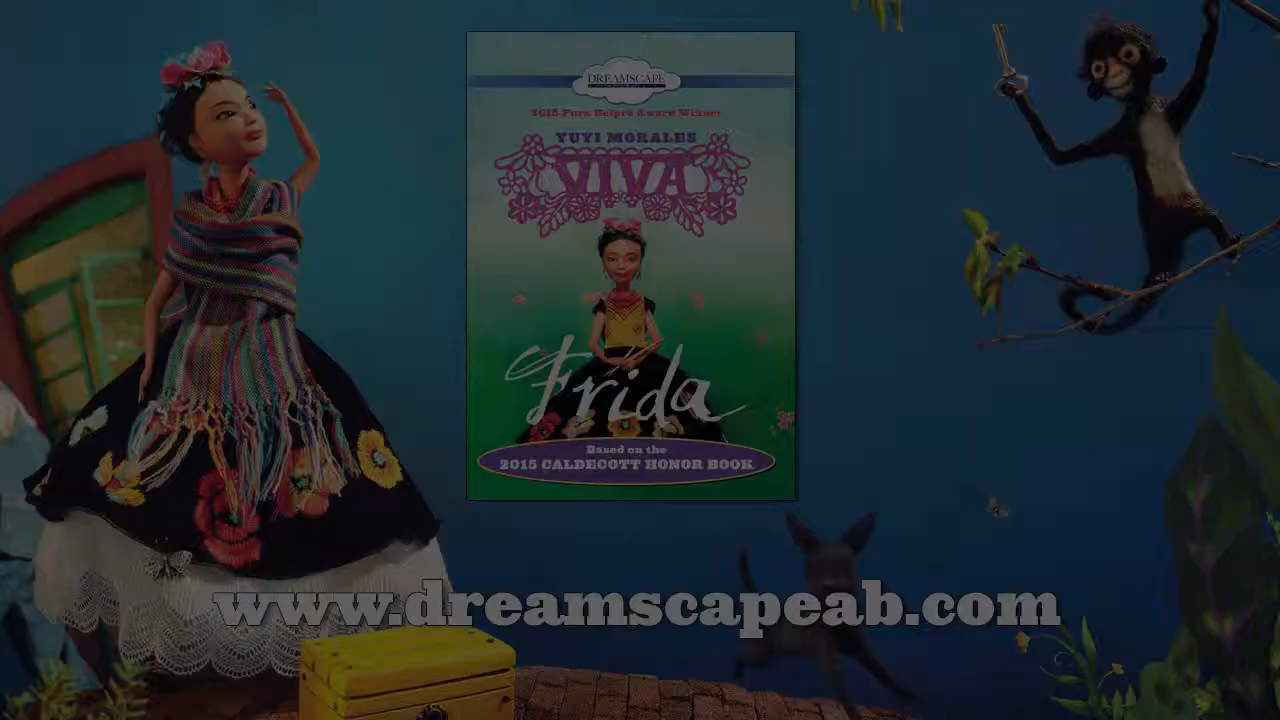 DREAMSCAPE
2015 Pura Belpré Award Winner
YUYI MORALES
VIVA
Frida
Based on the
2015 CALDECOTT HONOR BOOK
www.dreamscapeab.com